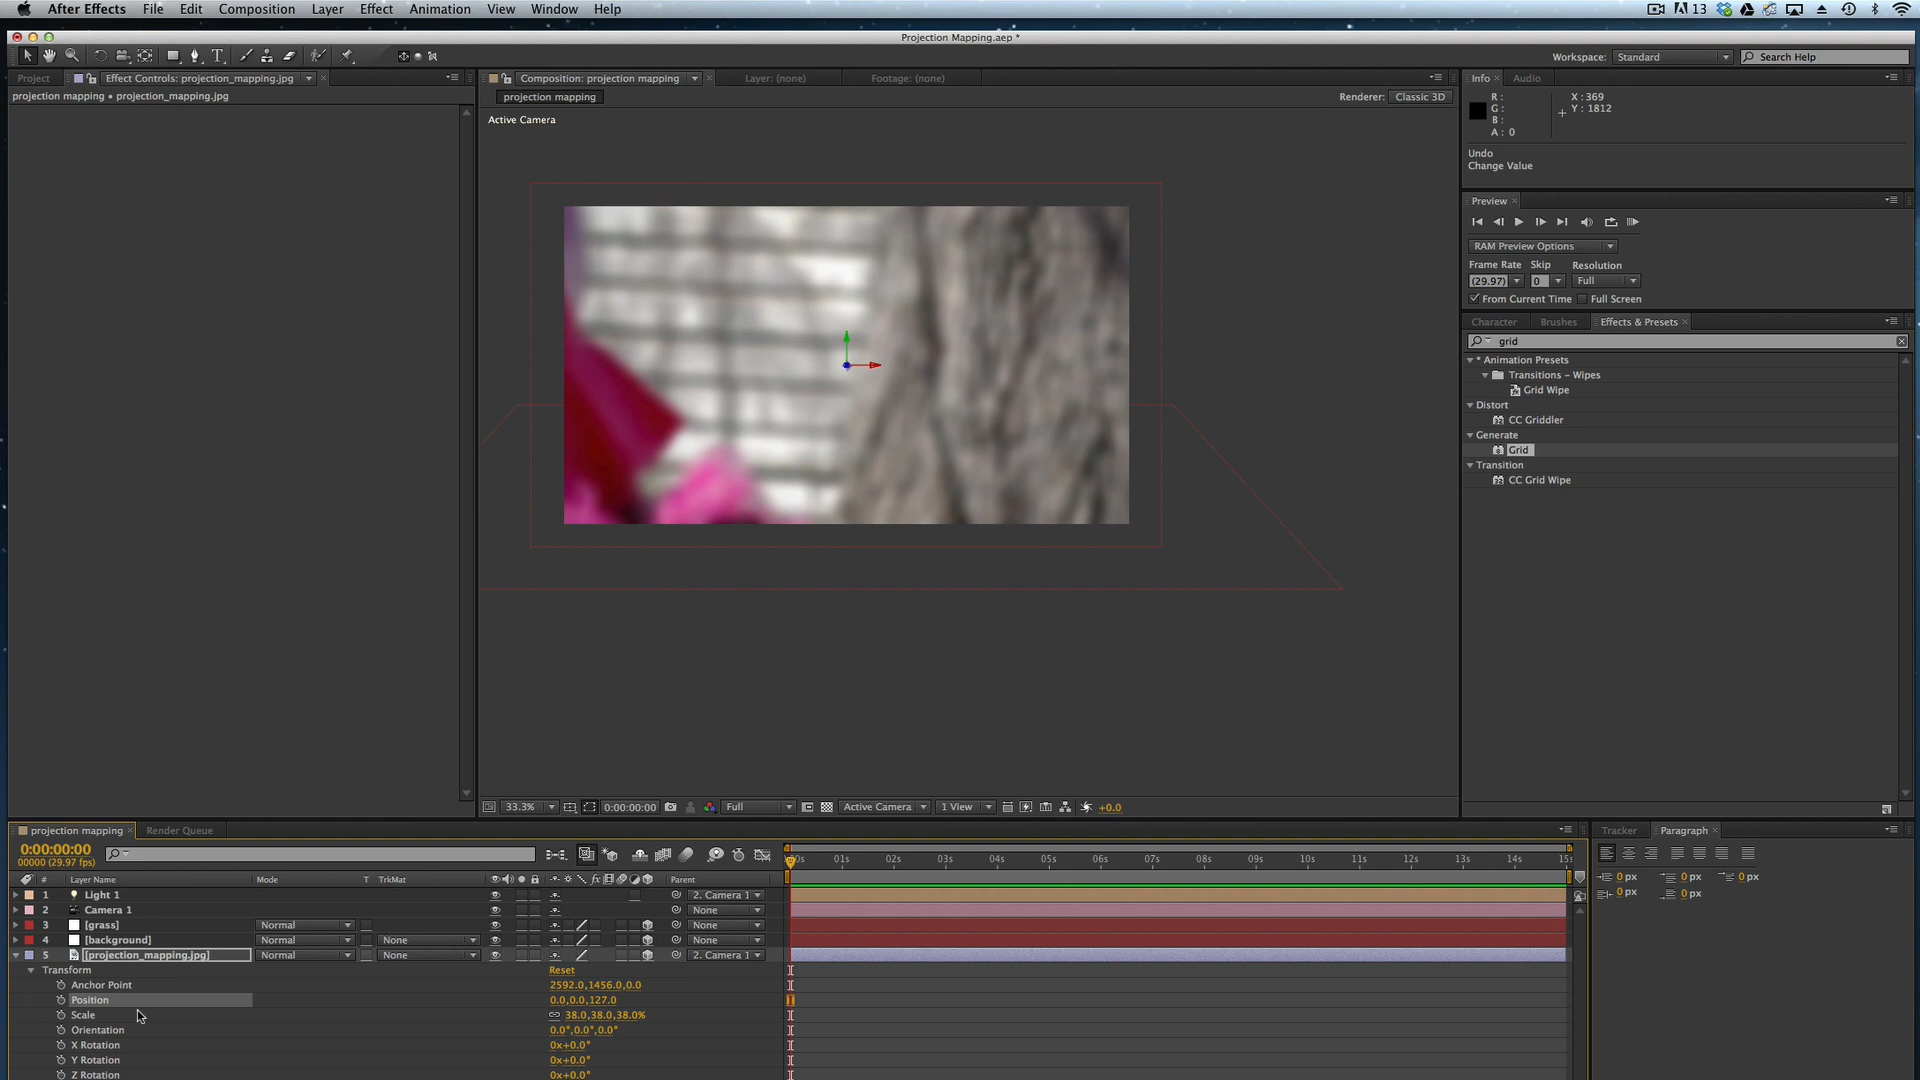 After Effects File Edit Composition Layer Effect Animation View Window Help 13
Projection Mapping.aep *
Workspace: Standard Search Help
Project Effect Controls: projection_mapping.jpg Composition: projection mapping Layer: (none) Footage: (none) Info Audio
projection mapping • projection_mapping.jpg
projection mapping Renderer: Classic 3D
Active Camera
R :
G :
B :
A : 0
X : 369
Y : 1812
Undo
Change Value
Preview
RAM Preview Options
Frame Rate Skip Resolution
(29.97) 0 Full
From Current Time Full Screen
Character Brushes Effects & Presets
grid
* Animation Presets
Transitions – Wipes
Grid Wipe
Distort
CC Griddler
Generate
Grid
Transition
CC Grid Wipe
33.3% 0:00:00:00 Full Active Camera 1 View +0.0
projection mapping Render Queue
0:00:00:00
00000 (29.97 fps)
# Layer Name Mode T TrkMat fx Parent
00s 01s 02s 03s 04s 05s 06s 07s 08s 09s 10s 11s 12s 13s 14s 15s
1 Light 1 2. Camera 1
2 Camera 1 None
3 [grass] Normal None
4 [background] Normal None None
5 [projection_mapping.jpg] Normal None 2. Camera 1
Transform Reset
Anchor Point 2592.0,1456.0,0.0
Position 0.0,0.0,127.0
Scale 38.0,38.0,38.0%
Orientation 0.0°,0.0°,0.0°
X Rotation 0x+0.0°
Y Rotation 0x+0.0°
Z Rotation 0x+0.0°
Tracker Paragraph
0 px 0 px 0 px
0 px 0 px